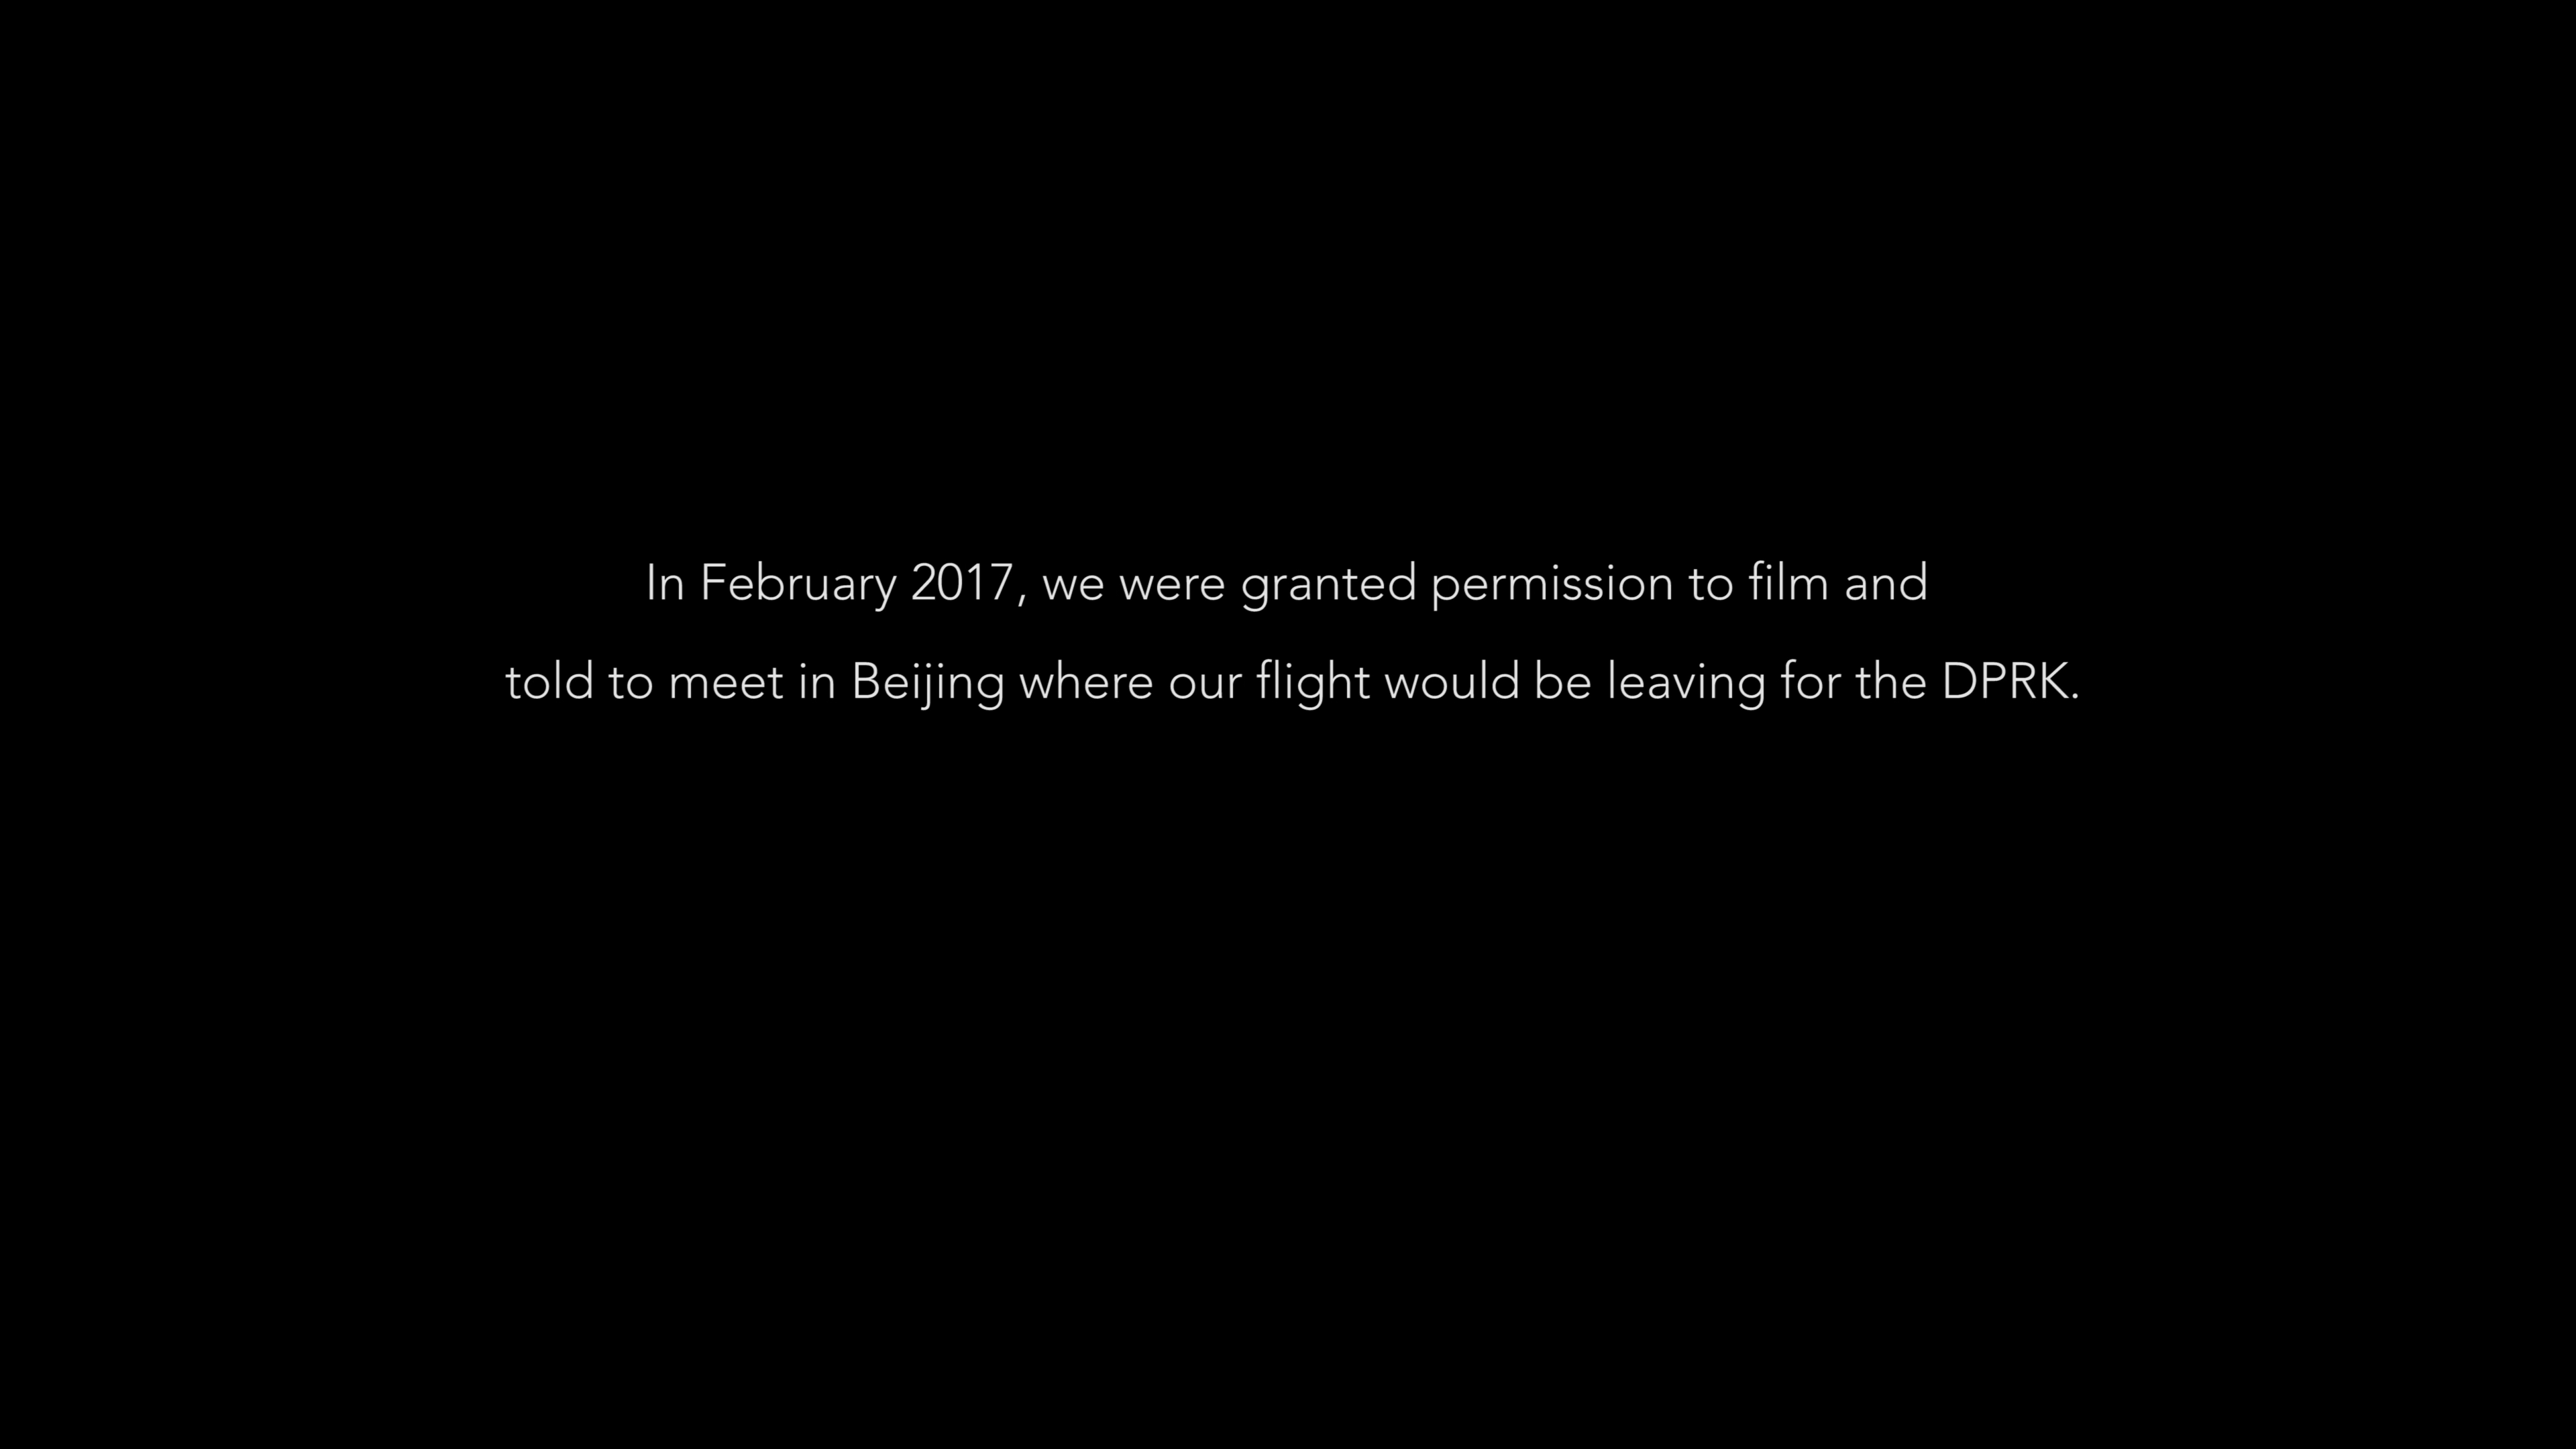 In February 2017, we were granted permission to film and
told to meet in Beijing where our flight would be leaving for the DPRK.